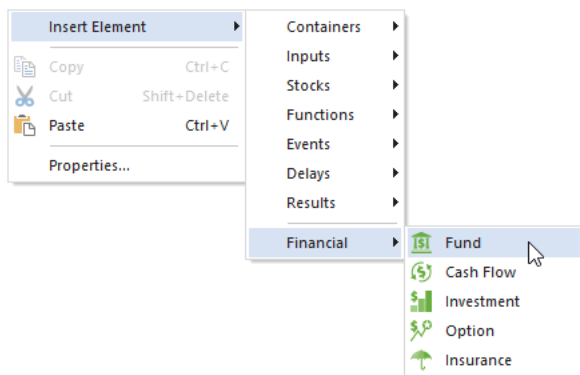 Insert Element
Copy Ctrl+C
Cut Shift+Delete
Paste Ctrl+V
Properties...
Containers
Inputs
Stocks
Functions
Events
Delays
Results
Financial
Fund
Cash Flow
Investment
Option
Insurance